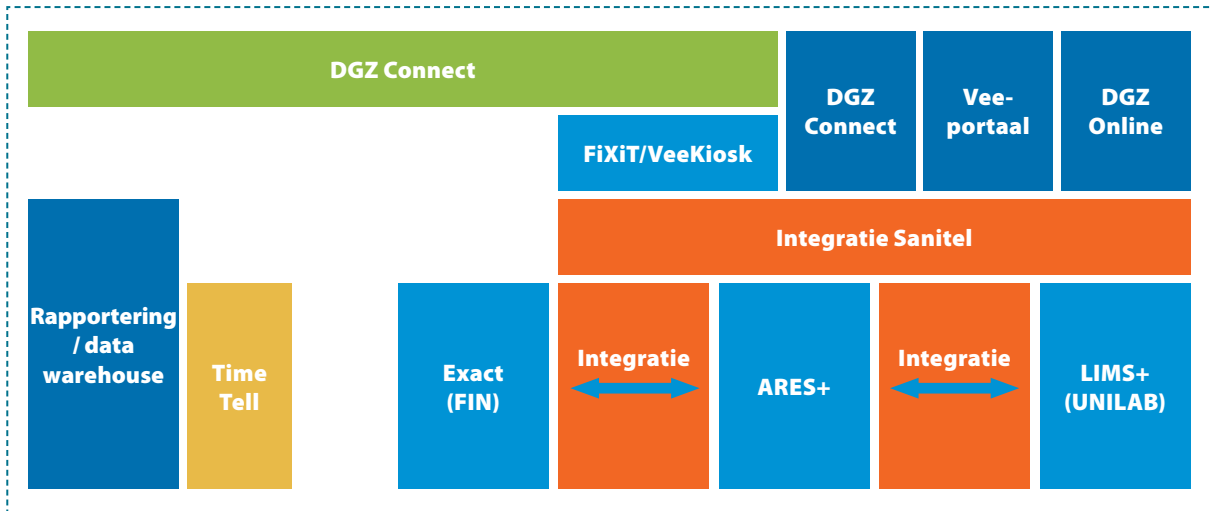 DGZ Connect
DGZ
Connect
Vee-
portaal
DGZ
Online
FiXiT/VeeKiosk
Integratie Sanitel
Rapportering
/ data
warehouse
Time
Tell
Exact
(FIN)
Integratie
ARES+
Integratie
LIMS+
(UNILAB)